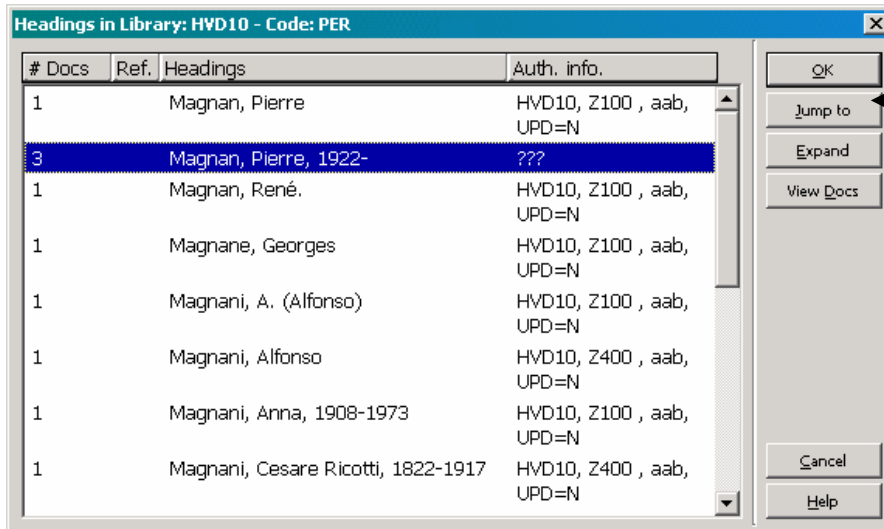 Headings in Library: HVD10 - Code: PER
# Docs Ref. Headings Auth. info.
1 Magnan, Pierre HVD10, Z100 , aab,
UPD=N
3 Magnan, Pierre, 1922- ???
1 Magnan, René. HVD10, Z100 , aab,
UPD=N
1 Magnane, Georges HVD10, Z100 , aab,
UPD=N
1 Magnani, A. (Alfonso) HVD10, Z100 , aab,
UPD=N
1 Magnani, Alfonso HVD10, Z400 , aab,
UPD=N
1 Magnani, Anna, 1908-1973 HVD10, Z100 , aab,
UPD=N
1 Magnani, Cesare Ricotti, 1822-1917 HVD10, Z400 , aab,
UPD=N
OK
Jump to
Expand
View Docs
Cancel
Help